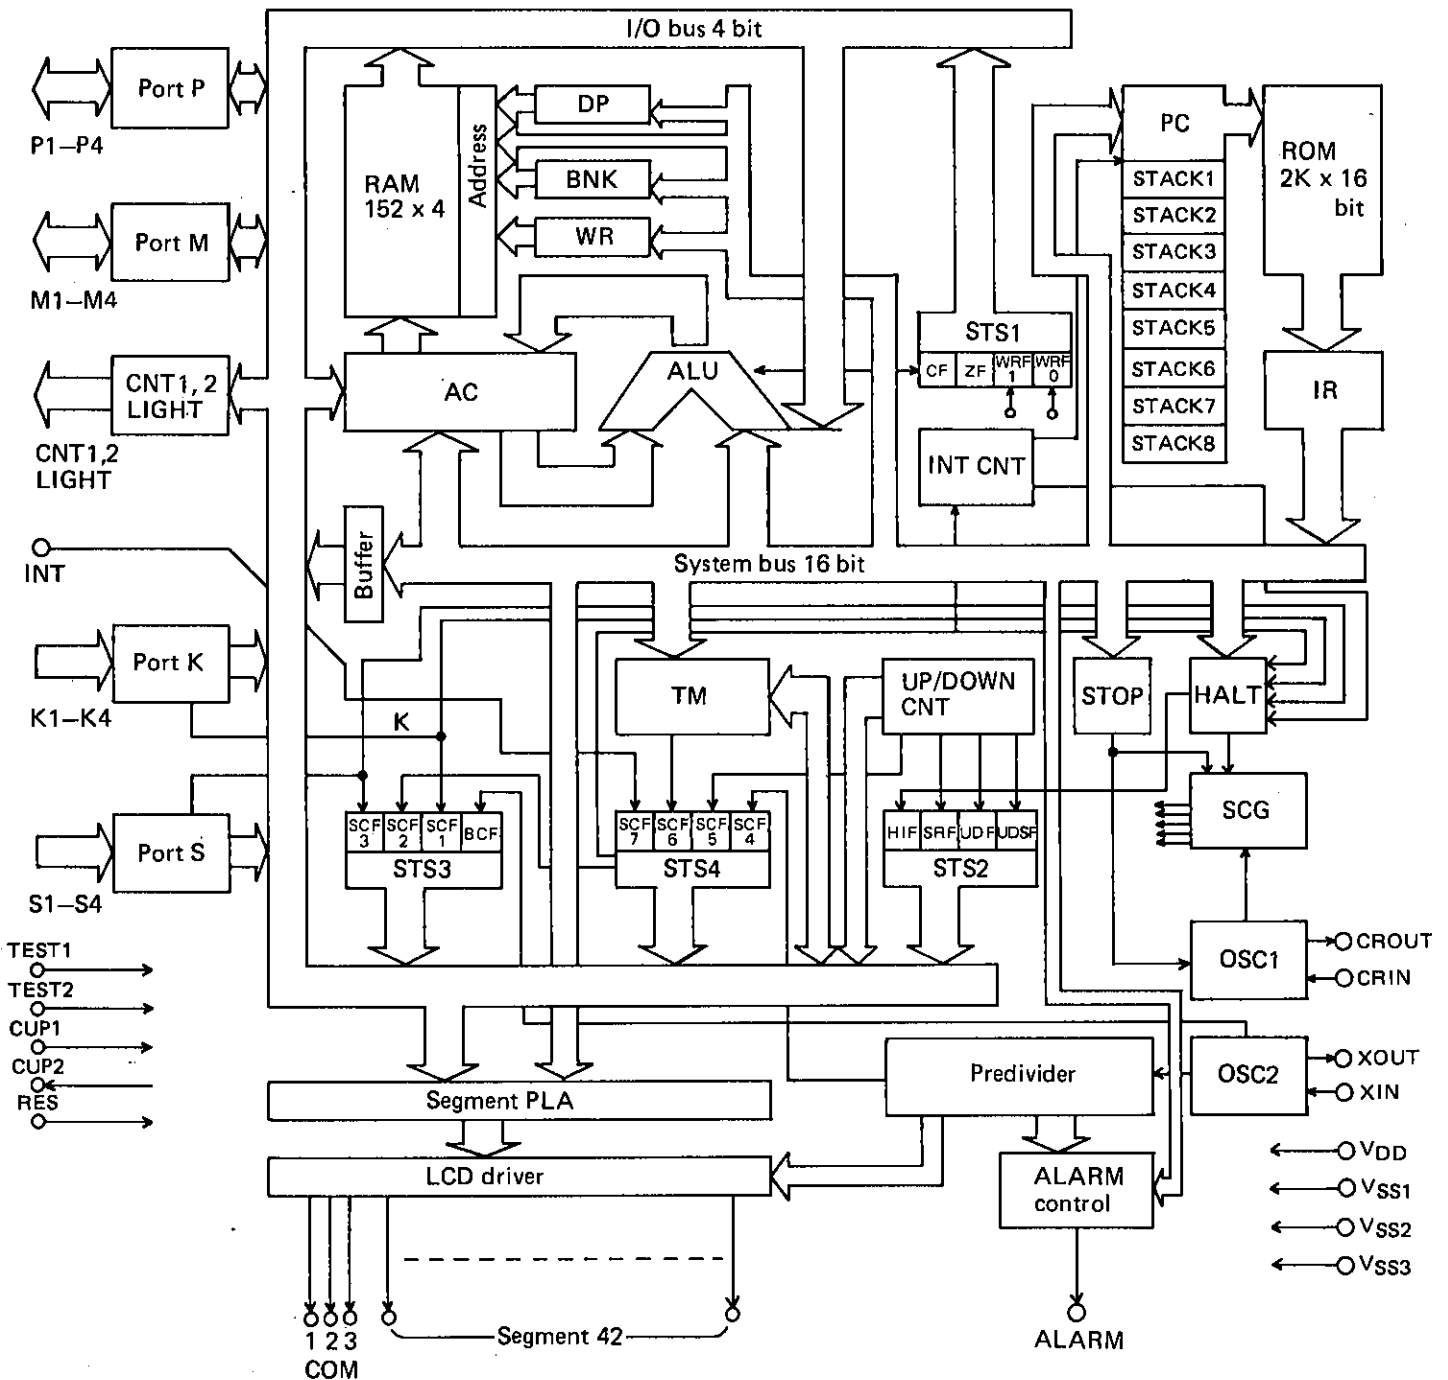 I/O bus 4 bit
Port P
P1–P4
Port M
M1–M4
CNT1, 2
LIGHT
CNT1,2
LIGHT
INT
Port K
K1–K4
K
Port S
S1–S4
TEST1
TEST2
CUP1
CUP2
RES
RAM
152 x 4
Address
DP
BNK
WR
AC
ALU
Buffer
STS1
CF
ZF
WRF
1
WRF
0
INT CNT
PC
STACK1
STACK2
STACK3
STACK4
STACK5
STACK6
STACK7
STACK8
ROM
2K x 16
bit
IR
System bus 16 bit
TM
UP/DOWN
CNT
STOP
HALT
SCG
SCF
3
SCF
2
SCF
1
BCF
STS3
SCF
7
SCF
6
SCF
5
SCF
4
STS4
HIF
SRF
UDF
UDSF
STS2
OSC1
CROUT
CRIN
OSC2
XOUT
XIN
Predivider
Segment PLA
LCD driver
ALARM
control
VDD
VSS1
VSS2
VSS3
1 2 3
COM
Segment 42
ALARM